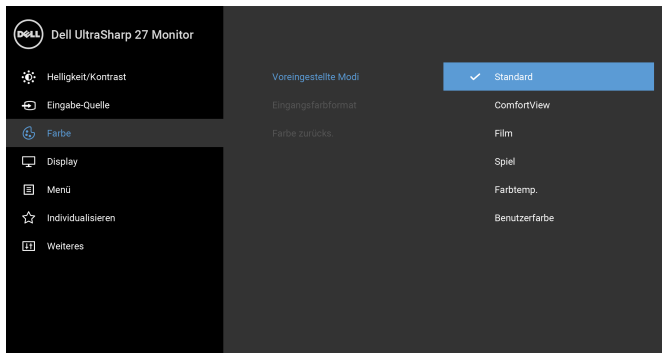 DELL Dell UltraSharp 27 Monitor
Helligkeit/Kontrast
Eingabe-Quelle
Farbe
Display
Menü
Individualisieren
Weiteres
Voreingestellte Modi
Eingangsfarbformat
Farbe zurücks.
Standard
ComfortView
Film
Spiel
Farbtemp.
Benutzerfarbe